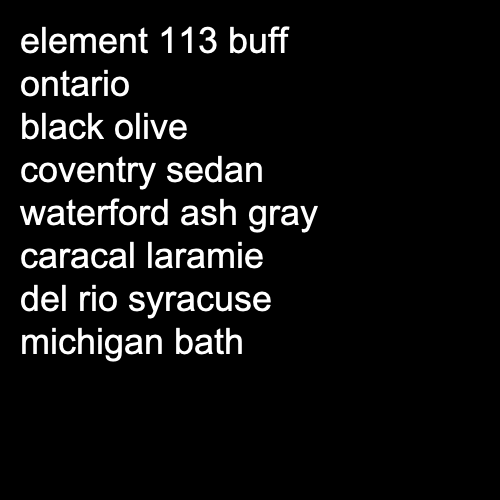 element 113 buff
ontario
black olive
coventry sedan
waterford ash gray
caracal laramie
del rio syracuse
michigan bath